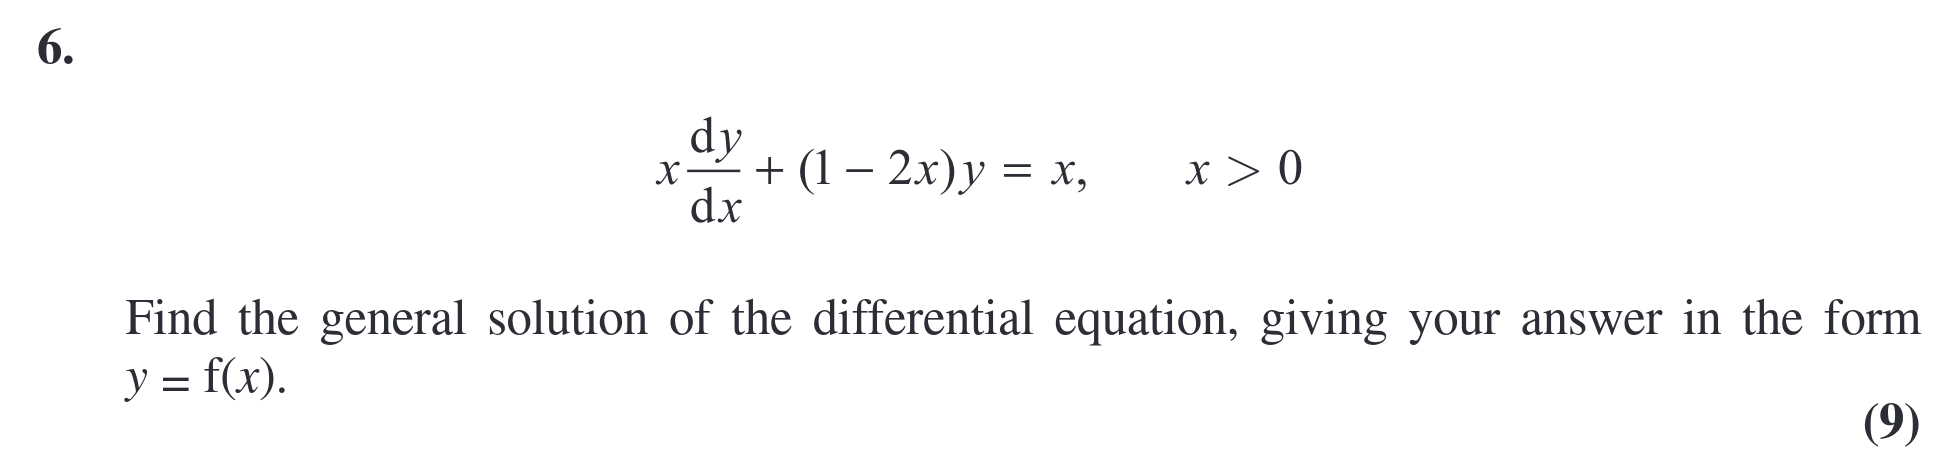 6.
x dy/dx + (1 − 2x)y = x, x > 0
Find the general solution of the differential equation, giving your answer in the form
y = f(x).
(9)